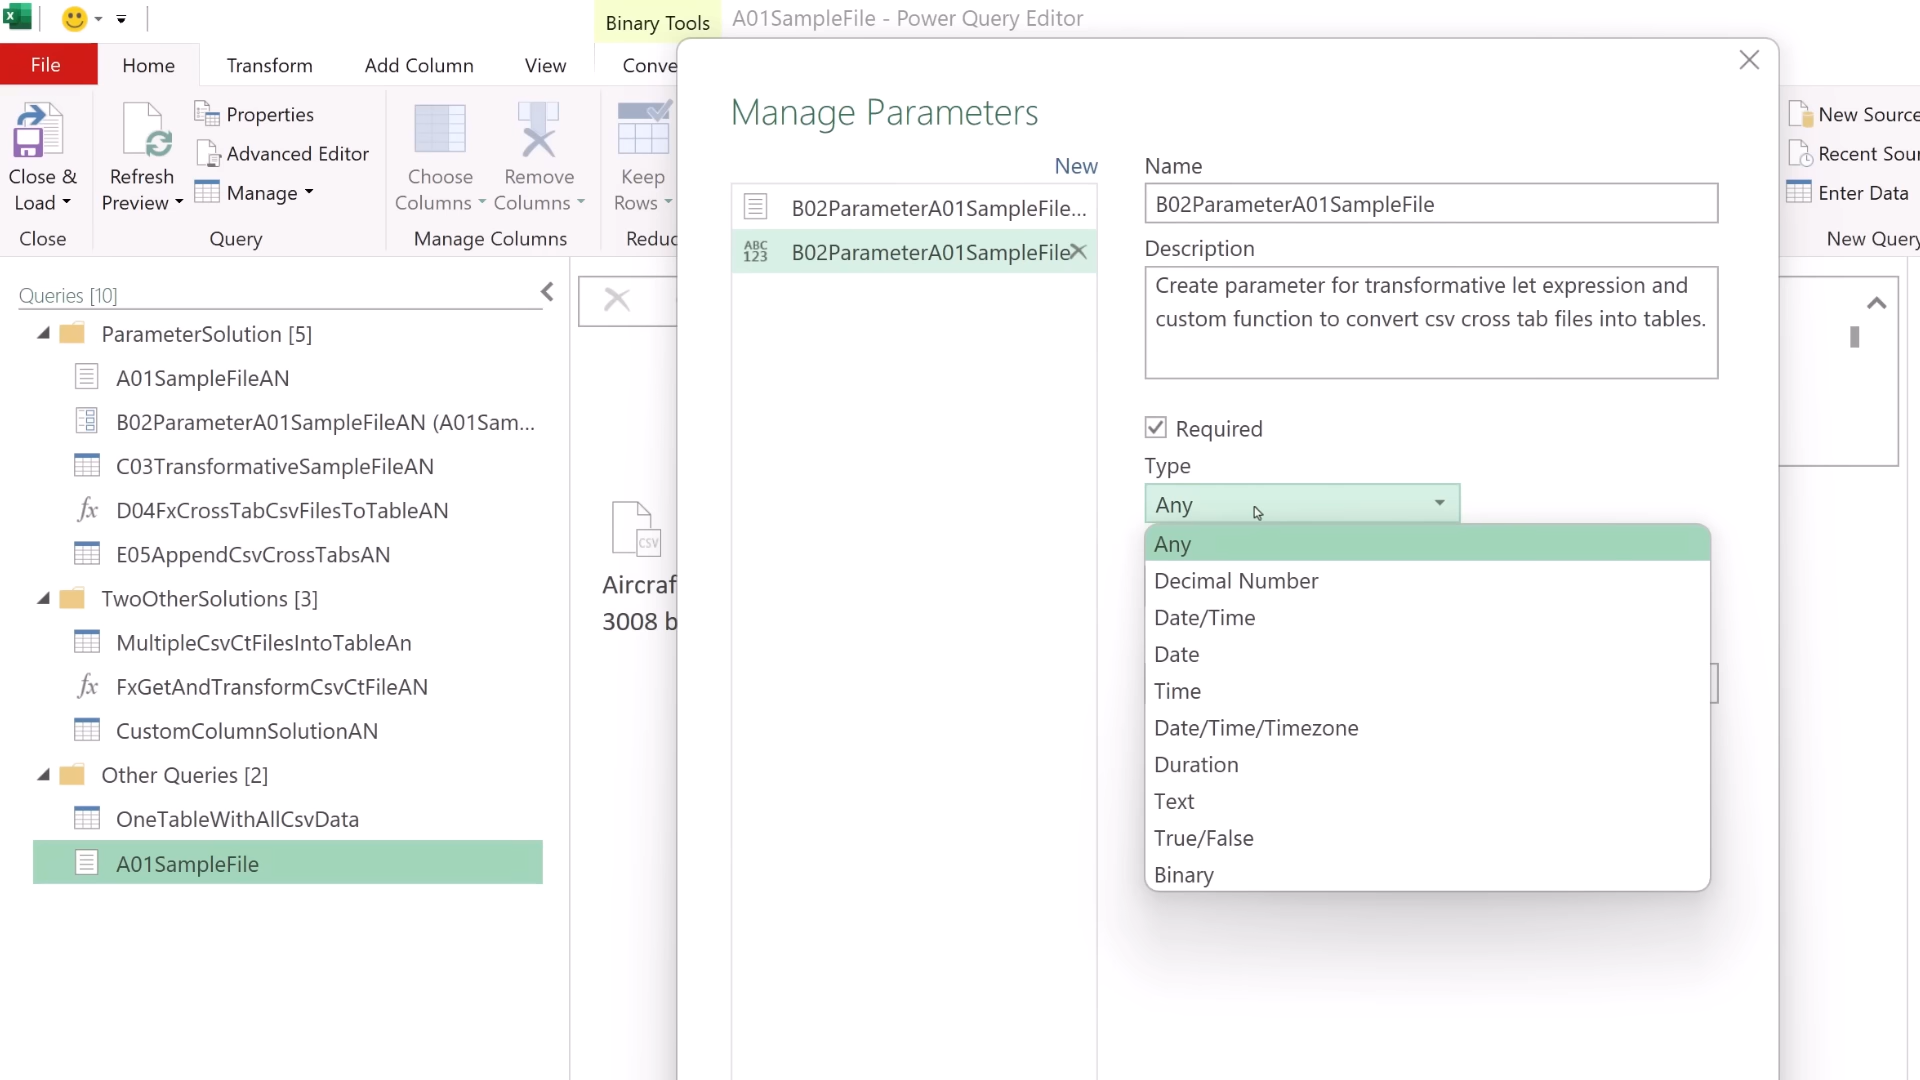 Binary Tools
A01SampleFile - Power Query Editor
File
Home
Transform
Add Column
View
Conve
Close &
Load
Close
Refresh
Preview
Properties
Advanced Editor
Manage
Query
Choose
Columns
Remove
Columns
Manage Columns
Keep
Rows
Reduc
New Source
Recent Sour
Enter Data
New Query
Queries [10]
ParameterSolution [5]
A01SampleFileAN
B02ParameterA01SampleFileAN (A01Sam...
C03TransformativeSampleFileAN
fx D04FxCrossTabCsvFilesToTableAN
E05AppendCsvCrossTabsAN
TwoOtherSolutions [3]
MultipleCsvCtFilesIntoTableAn
fx FxGetAndTransformCsvCtFileAN
CustomColumnSolutionAN
Other Queries [2]
OneTableWithAllCsvData
A01SampleFile
CSV
Aircraf
3008 b
Manage Parameters
New
B02ParameterA01SampleFile...
ABC
123
B02ParameterA01SampleFile
Name
B02ParameterA01SampleFile
Description
Create parameter for transformative let expression and
custom function to convert csv cross tab files into tables.
Required
Type
Any
Any
Decimal Number
Date/Time
Date
Time
Date/Time/Timezone
Duration
Text
True/False
Binary